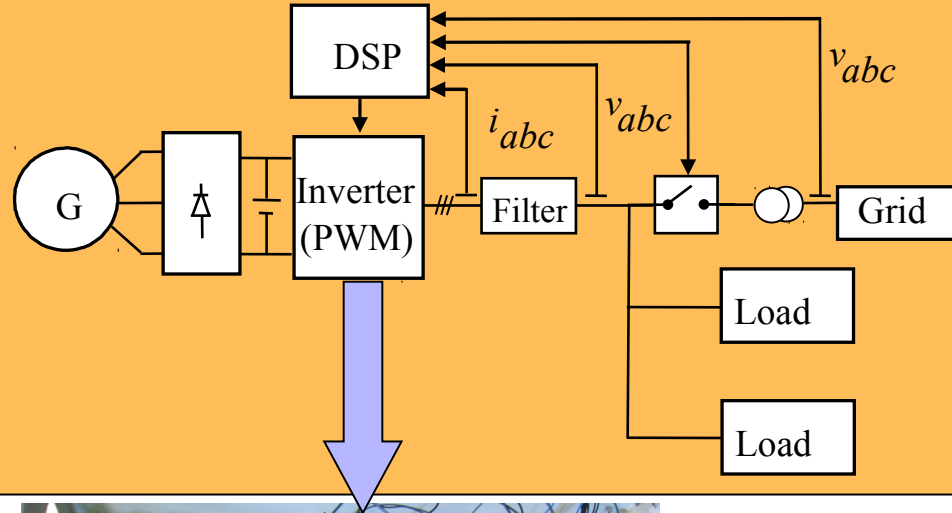 DSP
v_abc
v_abc
i_abc
G
Inverter
(PWM)
Filter
Grid
Load
Load